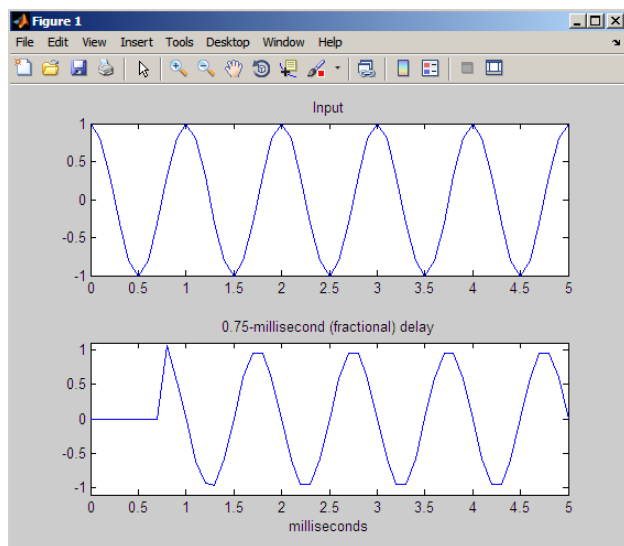 Figure 1
File Edit View Insert Tools Desktop Window Help
Input
1
0.5
0
-0.5
-1
0 0.5 1 1.5 2 2.5 3 3.5 4 4.5 5
0.75-millisecond (fractional) delay
1
0.5
0
-0.5
-1
0 0.5 1 1.5 2 2.5 3 3.5 4 4.5 5
milliseconds